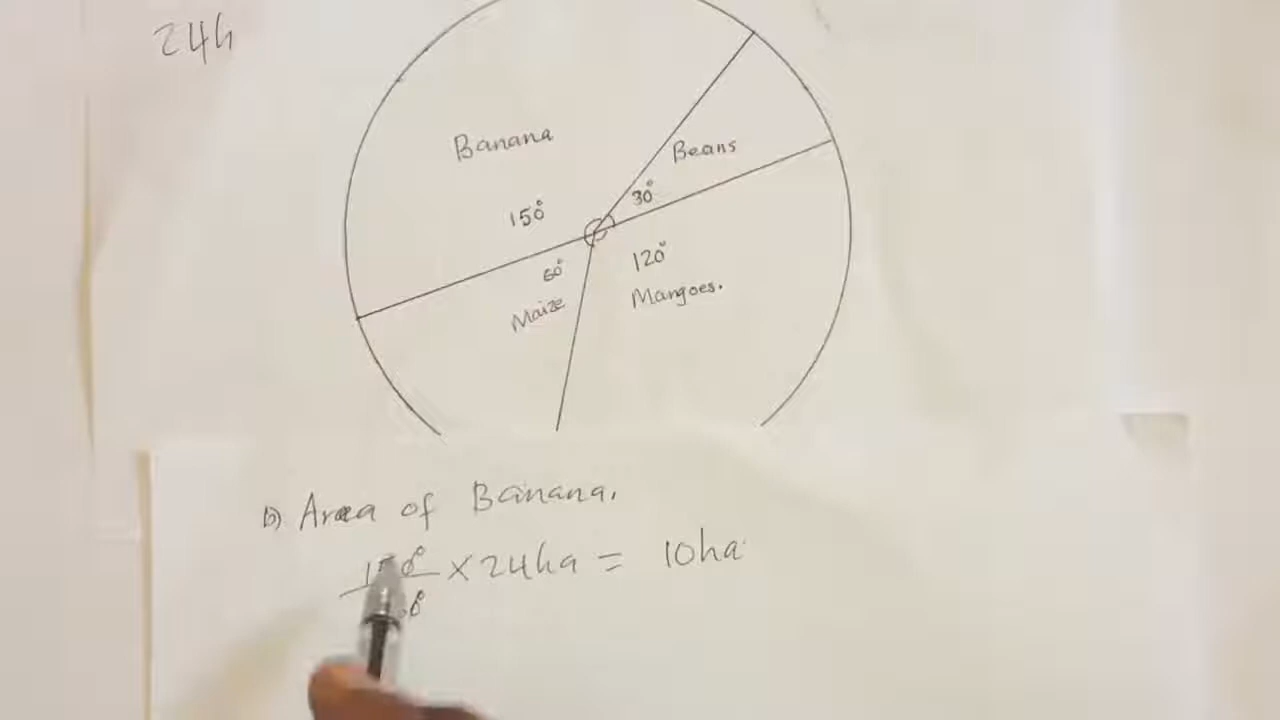 24h
Banana
Beans
150° 30°
60° 120°
Maize Mangoes.
b) Area of Banana.
× 24ha = 10ha